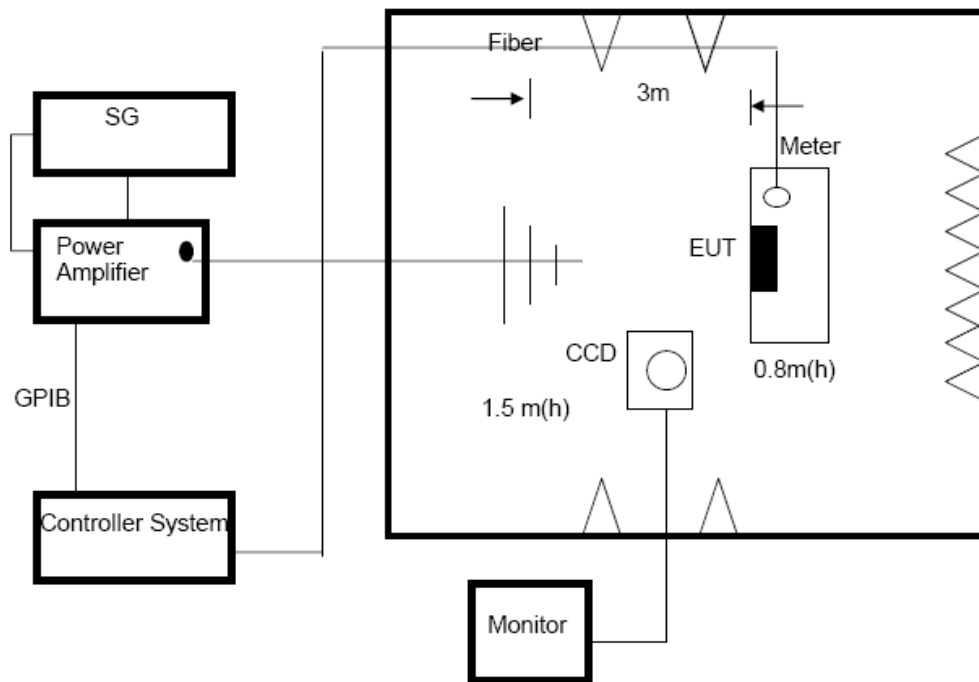 Fiber
3m
SG
Meter
Power
Amplifier
EUT
CCD
0.8m(h)
GPIB
1.5 m(h)
Controller System
Monitor